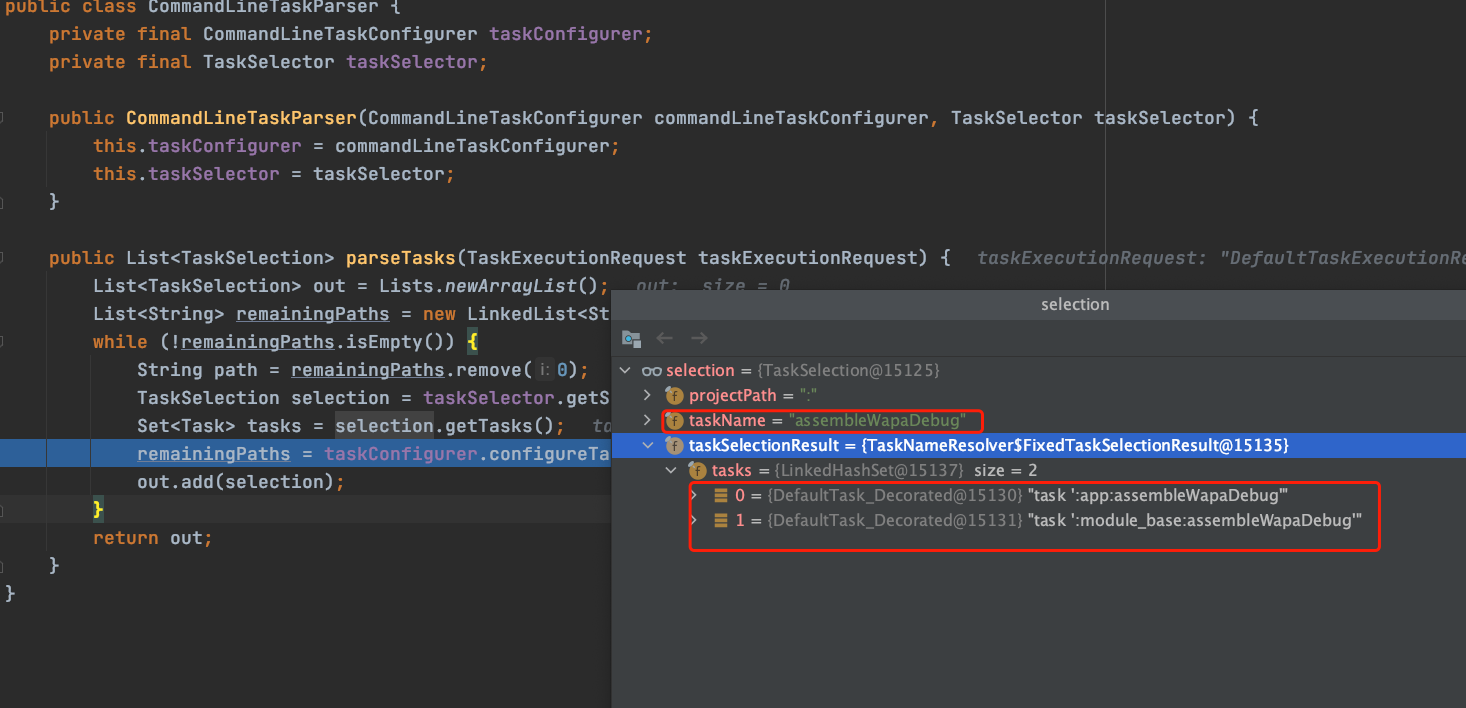 public class CommandLineTaskParser {
private final CommandLineTaskConfigurer taskConfigurer;
private final TaskSelector taskSelector;
public CommandLineTaskParser(CommandLineTaskConfigurer commandLineTaskConfigurer, TaskSelector taskSelector) {
this.taskConfigurer = commandLineTaskConfigurer;
this.taskSelector = taskSelector;
}
public List<TaskSelection> parseTasks(TaskExecutionRequest taskExecutionRequest) { taskExecutionRequest: "DefaultTaskExecutionRe
List<TaskSelection> out = Lists.newArrayList(); out: size = 0
List<String> remainingPaths = new LinkedList<St
while (!remainingPaths.isEmpty()) {
String path = remainingPaths.remove( i: 0);
TaskSelection selection = taskSelector.getS
Set<Task> tasks = selection.getTasks(); ta
remainingPaths = taskConfigurer.configureTa
out.add(selection);
}
return out;
}
}
selection
selection = {TaskSelection@15125}
projectPath = ":"
taskName = "assembleWapaDebug"
taskSelectionResult = {TaskNameResolver$FixedTaskSelectionResult@15135}
tasks = {LinkedHashSet@15137} size = 2
0 = {DefaultTask_Decorated@15130} "task ':app:assembleWapaDebug'"
1 = {DefaultTask_Decorated@15131} "task ':module_base:assembleWapaDebug'"